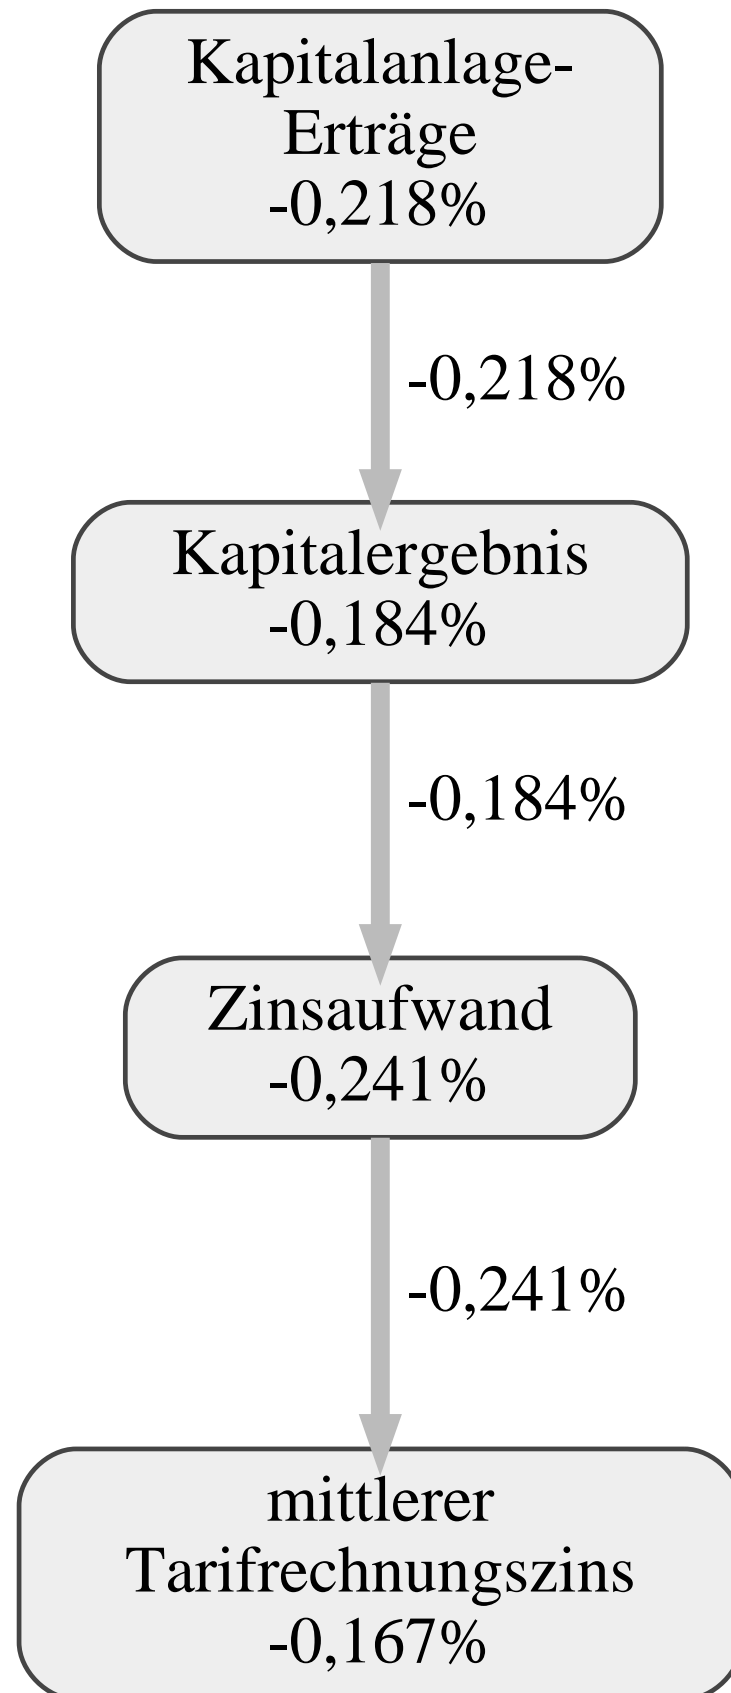 Kapitalanlage-
Erträge
-0,218%
-0,218%
Kapitalergebnis
-0,184%
-0,184%
Zinsaufwand
-0,241%
-0,241%
mittlerer
Tarifrechnungszins
-0,167%